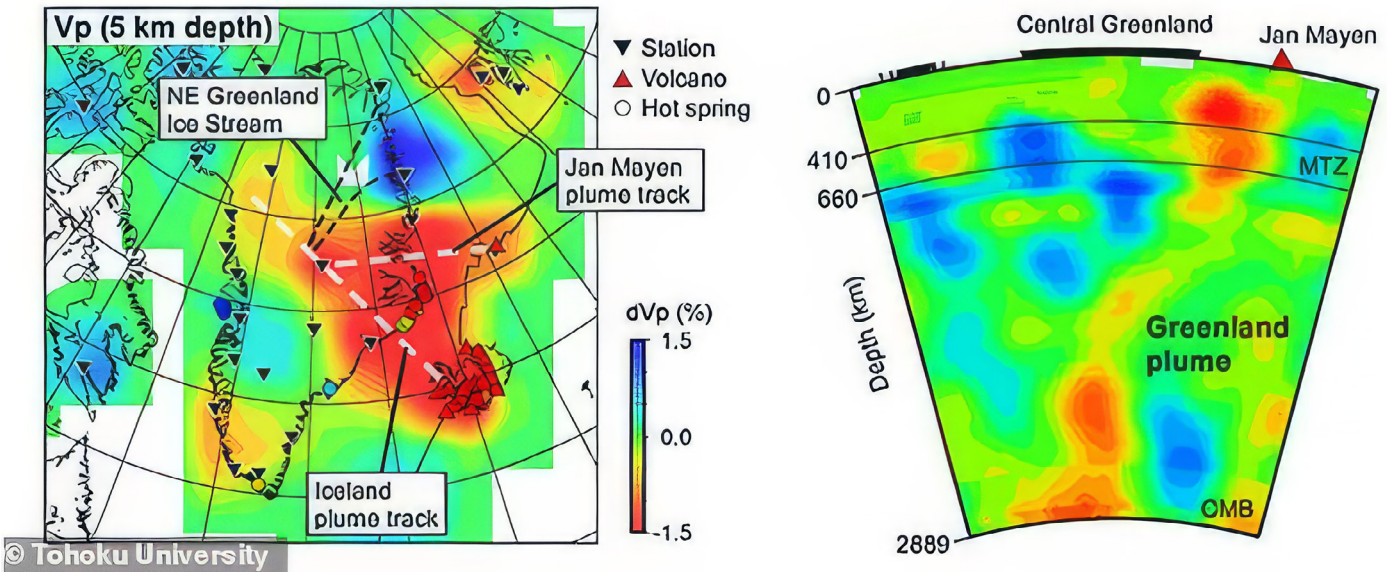 Vp (5 km depth)
NE Greenland
Ice Stream
Station
Volcano
Hot spring
Jan Mayen
plume track
dVp (%)
1.5
0.0
-1.5
Iceland
plume track
© Tohoku University
Central Greenland
Jan Mayen
0
410
660
MTZ
Depth (km)
Greenland
plume
CMB
2889